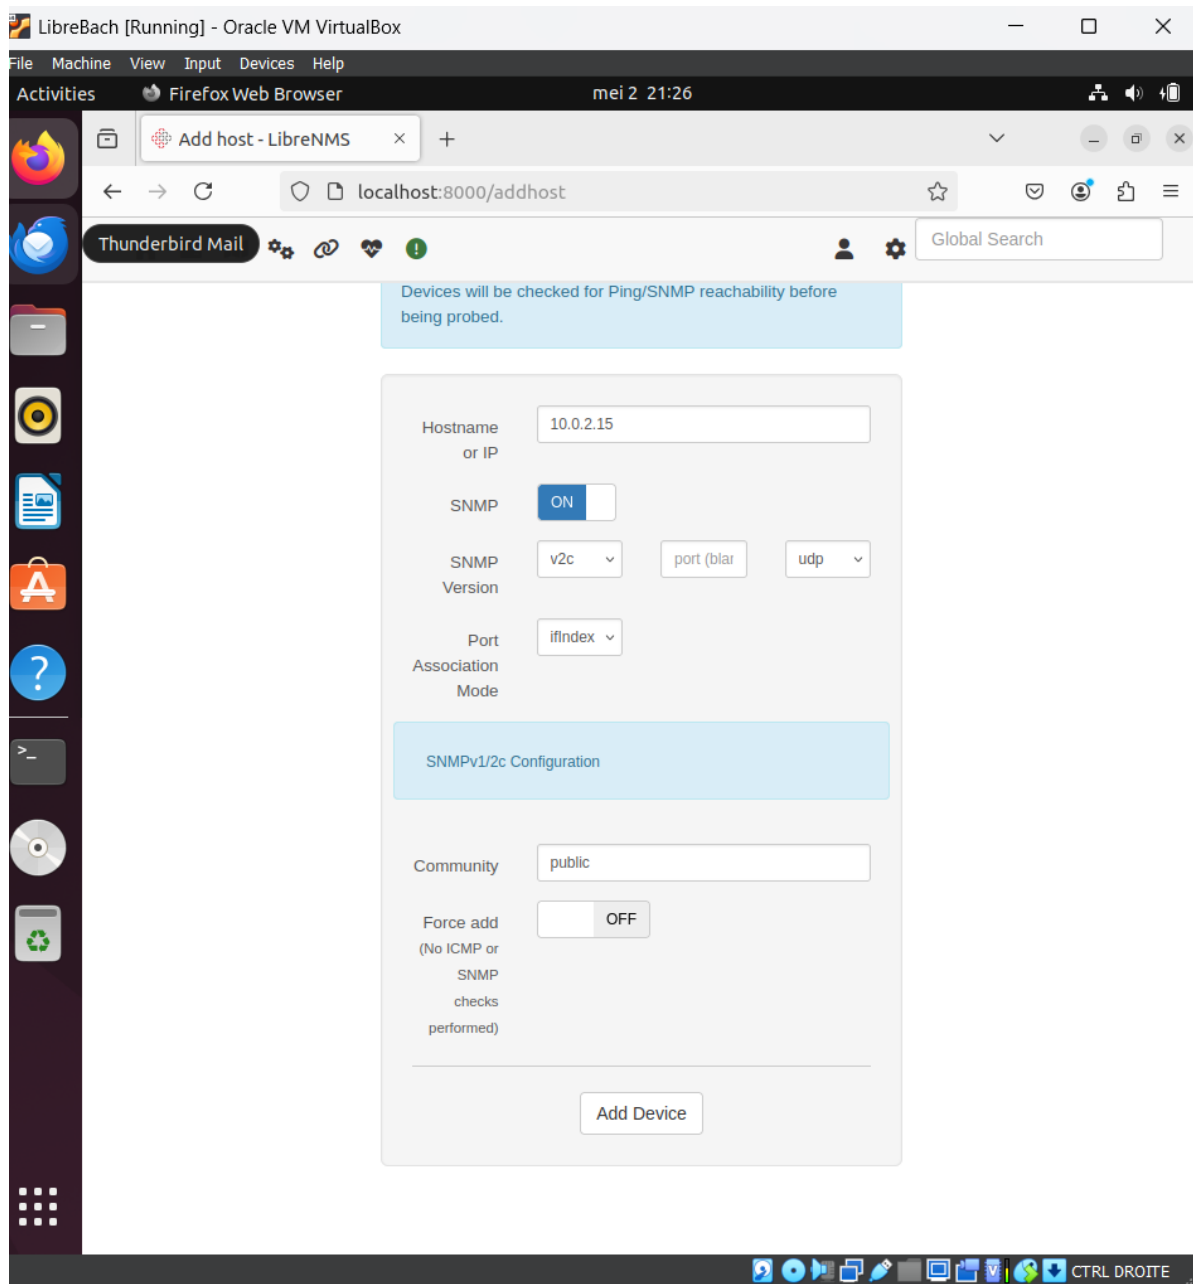 LibreBach [Running] - Oracle VM VirtualBox
File Machine View Input Devices Help
Activities Firefox Web Browser mei 2 21:26
Add host - LibreNMS
localhost:8000/addhost
Thunderbird Mail
Global Search
Devices will be checked for Ping/SNMP reachability before
being probed.
Hostname
or IP
10.0.2.15
SNMP
ON
SNMP
Version
v2c
port (blar
udp
Port
Association
Mode
ifIndex
SNMPv1/2c Configuration
Community
public
Force add
(No ICMP or
SNMP
checks
performed)
OFF
Add Device
CTRL DROITE